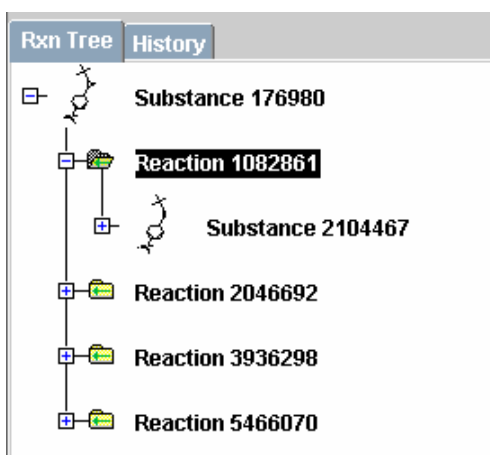 Rxn Tree History
Substance 176980
Reaction 1082861
Substance 2104467
Reaction 2046692
Reaction 3936298
Reaction 5466070